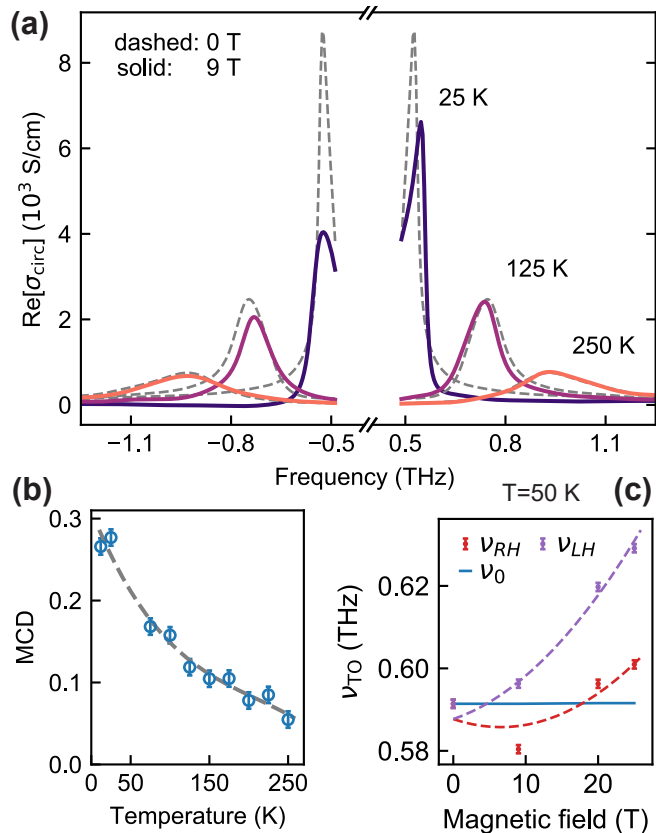 (a)
dashed: 0 T
solid: 9 T
25 K
125 K
250 K
Re[σcirc] (10³ S/cm)
8
6
4
2
0
−1.1 −0.8 −0.5 0.5 0.8 1.1
Frequency (THz)
(b)
MCD
0.3
0.2
0.1
0.0
0 50 100 150 200 250
Temperature (K)
T=50 K (c)
νRH νLH
ν0
νTO (THz)
0.62
0.60
0.58
0 10 20
Magnetic field (T)